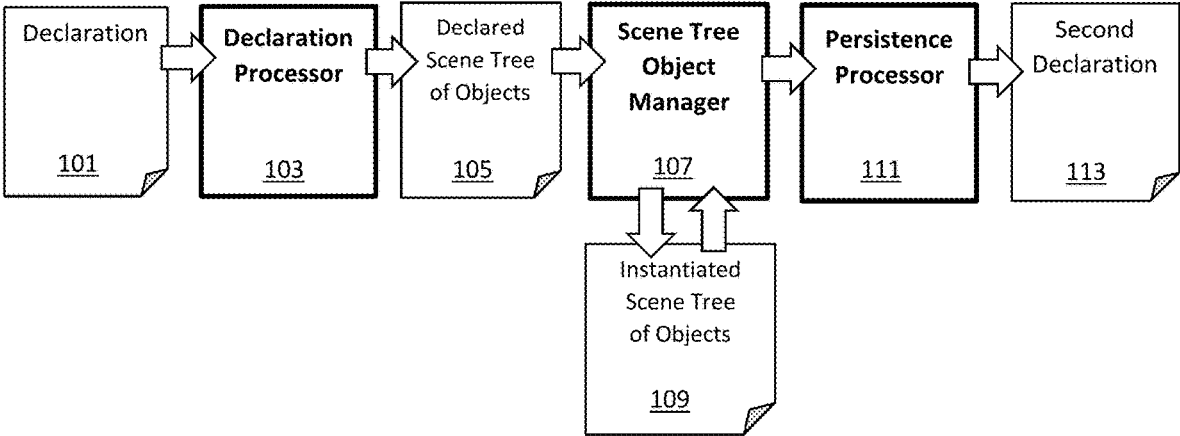 Declaration
101
Declaration
Processor
103
Declared
Scene Tree
of Objects
105
Scene Tree
Object
Manager
107
Persistence
Processor
111
Second
Declaration
113
Instantiated
Scene Tree
of Objects
109